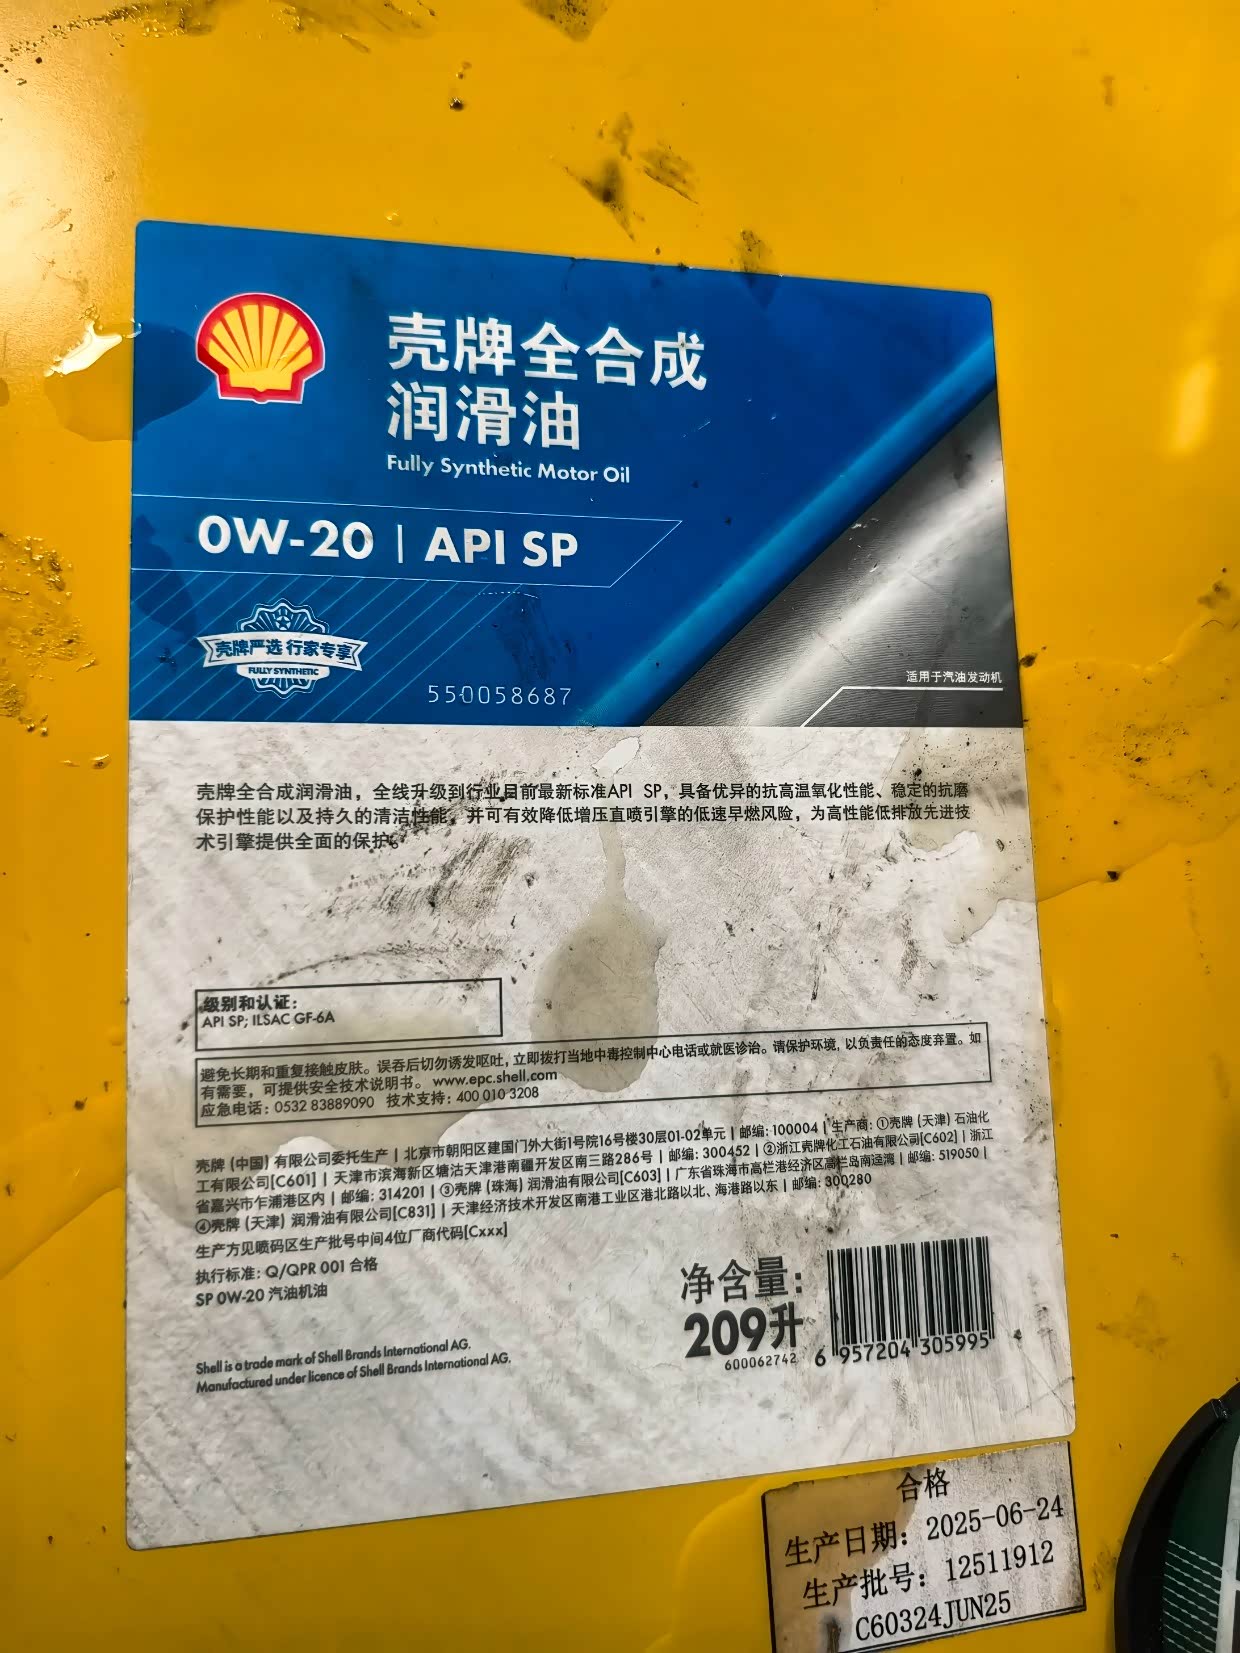 壳牌全合成
润滑油
Fully Synthetic Motor Oil
0W-20 | API SP
壳牌严选 行家专享
FULLY SYNTHETIC
550058687
适用于汽油发动机
壳牌全合成润滑油，全线升级到行业目前最新标准API SP，具备优异的抗高温氧化性能、稳定的抗磨
保护性能以及持久的清洁性能，并可有效降低增压直喷引擎的低速早燃风险，为高性能低排放先进技
术引擎提供全面的保护。
级别和认证：
API SP; ILSAC GF-6A
避免长期和重复接触皮肤。误吞后切勿诱发呕吐，立即拨打当地中毒控制中心电话或就医诊治。请保护环境，以负责任的态度弃置。如
有需要，可提供安全技术说明书。 www.epc.shell.com
应急电话：0532 83889090 技术支持：400 010 3208
壳牌（中国）有限公司委托生产 | 北京市朝阳区建国门外大街1号院16号楼30层01-02单元 | 邮编：100004 | 生产商：①壳牌（天津）石油化
工有限公司[C601] | 天津市滨海新区塘沽天津港南疆开发区南三路286号 | 邮编：300452 | ②浙江壳牌化工石油有限公司[C602] | 浙江
省嘉兴市乍浦港区内 | 邮编：314201 | ③壳牌（珠海）润滑油有限公司[C603] | 广东省珠海市高栏港经济区高栏岛南迳湾 | 邮编：519050 |
④壳牌（天津）润滑油有限公司[C831] | 天津经济技术开发区南港工业区港北路以北、海港路以东 | 邮编：300280
生产方见喷码区生产批号中间4位厂商代码[Cxxx]
执行标准：Q/QPR 001 合格
SP 0W-20 汽油机油
净含量：
209升
600062742
6 957204 305995
Shell is a trade mark of Shell Brands International AG.
Manufactured under licence of Shell Brands International AG.
合格
生产日期：2025-06-24
生产批号：12511912
C60324JUN25